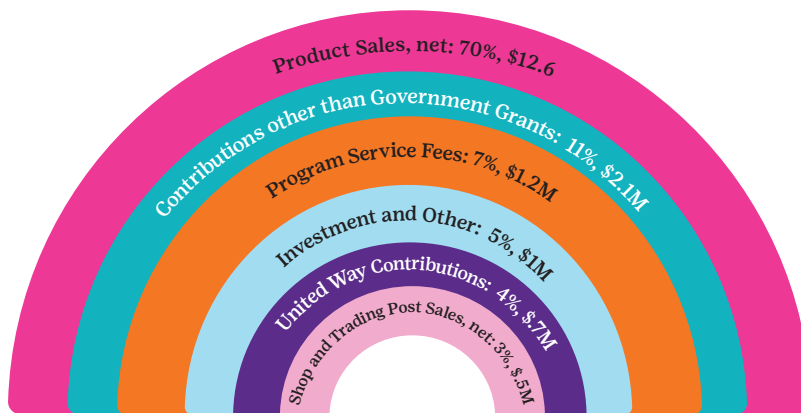 Product Sales, net: 70%, $12.6
Contributions other than Government Grants: 11%, $2.1M
Program Service Fees: 7%, $1.2M
Investment and Other: 5%, $1M
United Way Contributions: 4%, $.7M
Shop and Trading Post Sales, net: 3%, $.5M